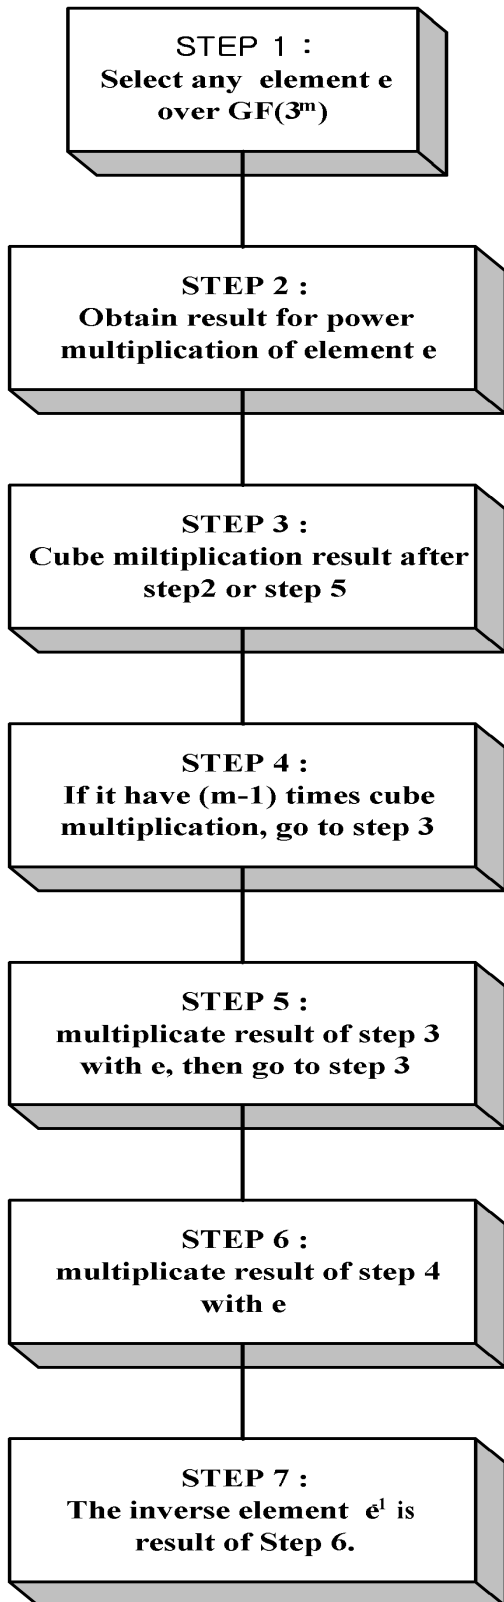 STEP 1 :
Select any element e
over GF(3ᵐ)
STEP 2 :
Obtain result for power
multiplication of element e
STEP 3 :
Cube miltiplication result after
step2 or step 5
STEP 4 :
If it have (m-1) times cube
multiplication, go to step 3
STEP 5 :
multiplicate result of step 3
with e, then go to step 3
STEP 6 :
multiplicate result of step 4
with e
STEP 7 :
The inverse element e⁻¹ is
result of Step 6.